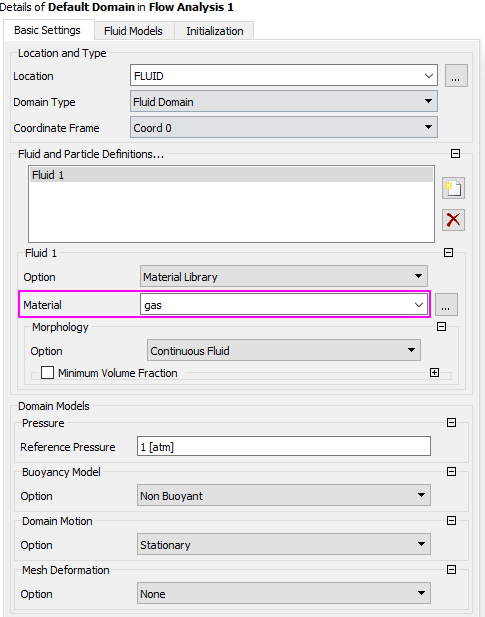 Details of Default Domain in Flow Analysis 1
Basic Settings Fluid Models Initialization
Location and Type
Location FLUID ...
Domain Type Fluid Domain
Coordinate Frame Coord 0
Fluid and Particle Definitions...
Fluid 1
Fluid 1
Option Material Library
Material gas ...
Morphology
Option Continuous Fluid
Minimum Volume Fraction
Domain Models
Pressure
Reference Pressure 1 [atm]
Buoyancy Model
Option Non Buoyant
Domain Motion
Option Stationary
Mesh Deformation
Option None